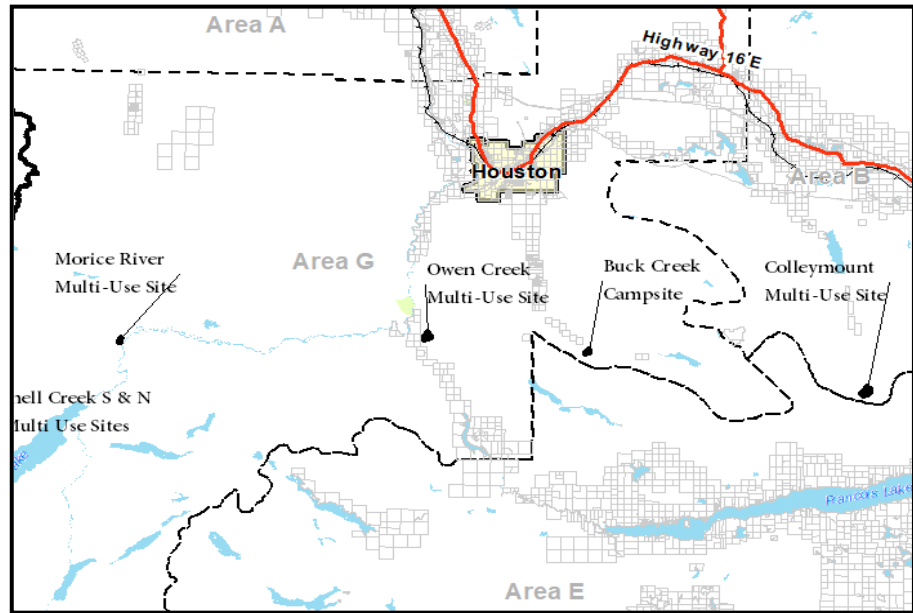 Area A
Highway 16 E
Houston
Area B
Morice River
Multi-Use Site
Area G
Owen Creek
Multi-Use Site
Buck Creek
Campsite
Colleymount
Multi-Use Site
hell Creek S & N
Multi Use Sites
ake
Francois Lake
Area E